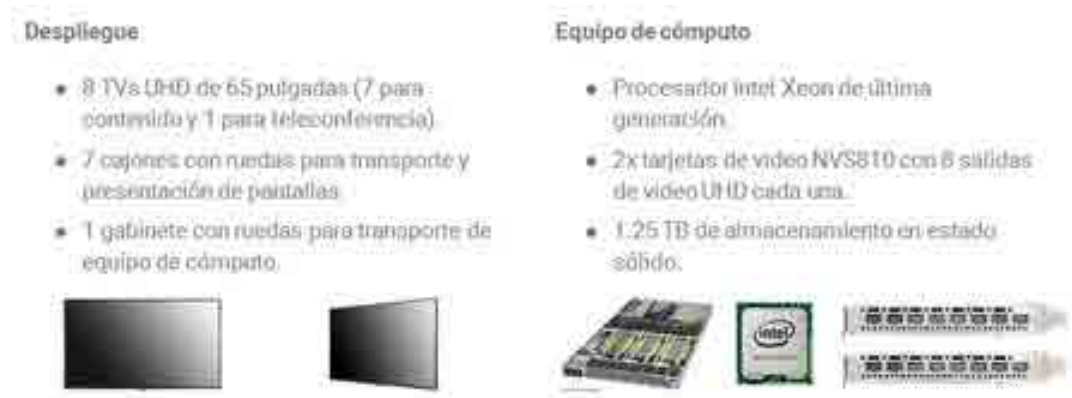 Despliegue
• 8 TVs UHD de 65 pulgadas (7 para
contenido y 1 para teleconferencia).
• 7 cajones con ruedas para transporte y
presentación de pantallas.
• 1 gabinete con ruedas para transporte de
equipo de cómputo.
Equipo de cómputo
• Procesador Intel Xeon de última
generación.
• 2x tarjetas de video NVS810 con 8 salidas
de video UHD cada una.
• 1.25 TB de almacenamiento en estado
sólido.
intel